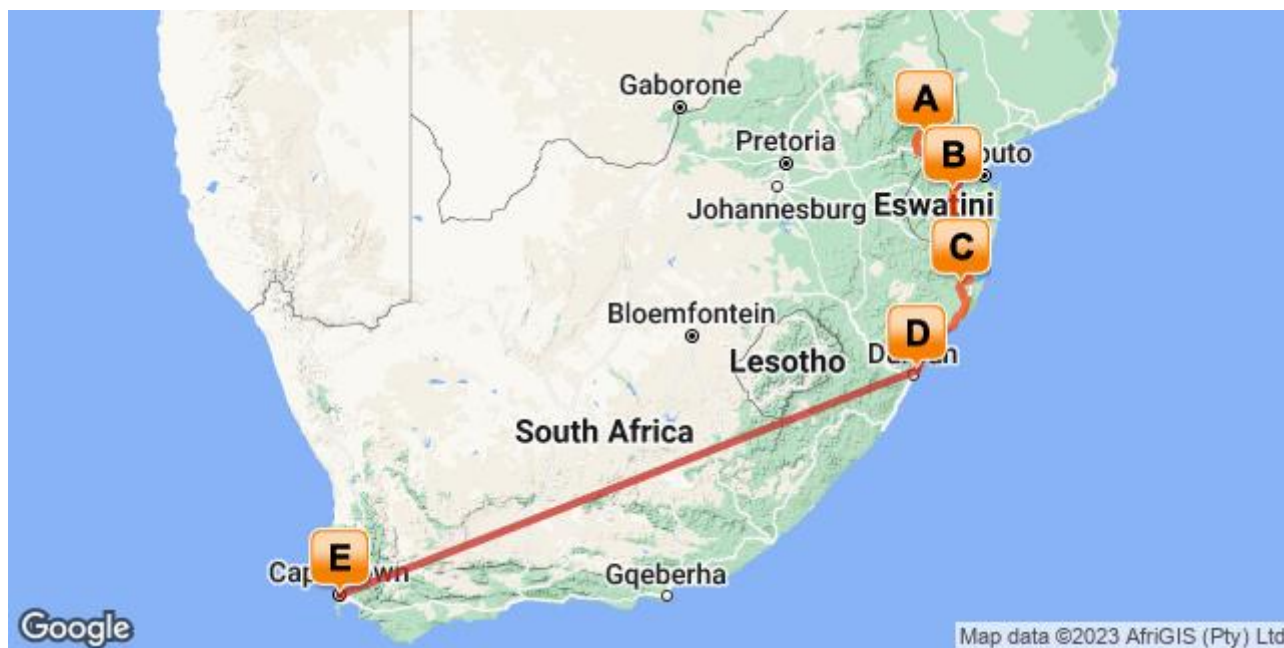 Gaborone
A
Pretoria
B
puto
Johannesburg
Eswatini
C
Bloemfontein
D
Lesotho
South Africa
E
Gqeberha
Google
Map data ©2023 AfriGIS (Pty) Ltd